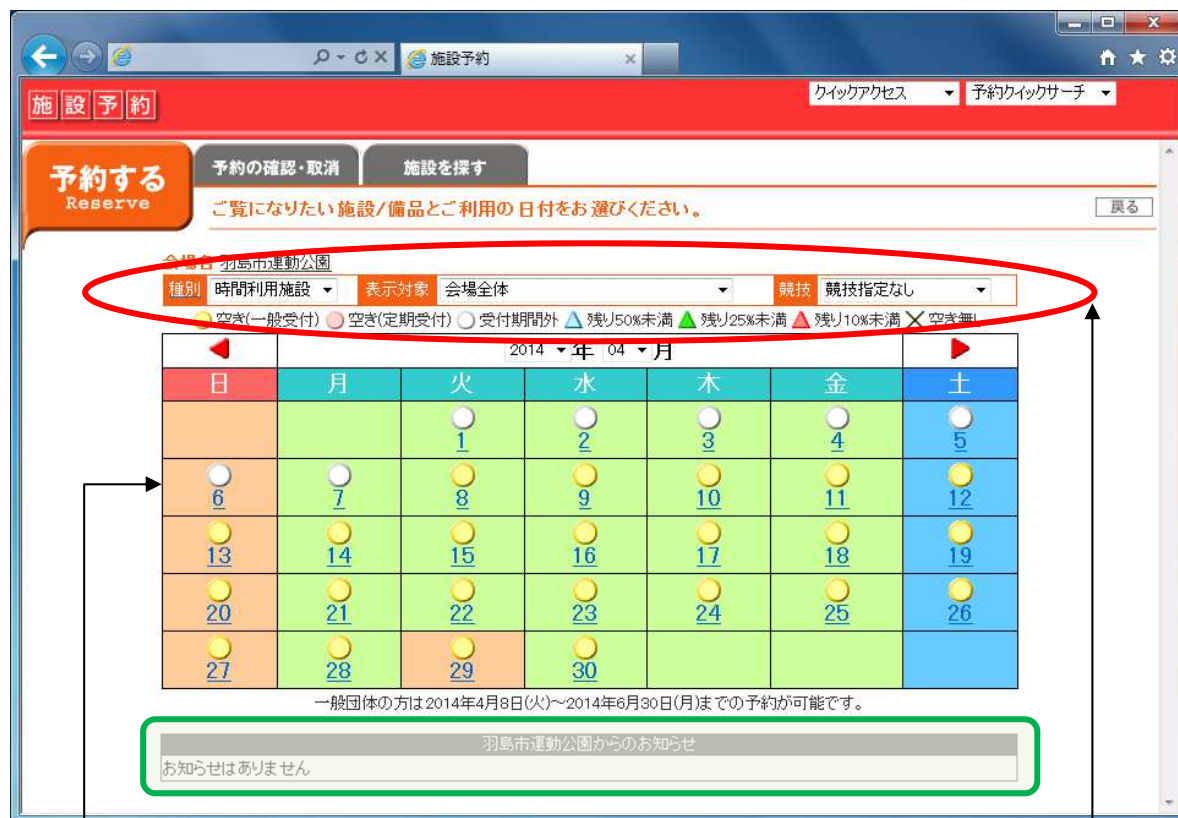 施設予約
施設予約
クイックアクセス 予約クイックサーチ
予約する
Reserve
予約の確認・取消 施設を探す
ご覧になりたい施設/備品とご利用の日付をお選びください。
戻る
会場名 羽島市運動公園
種別 時間利用施設 表示対象 会場全体 競技 競技指定なし
空き(一般受付) 空き(定期受付) 受付期間外 残り50%未満 残り25%未満 残り10%未満 空き無し
2014 年 04 月
日 月 火 水 木 金 土
1 2 3 4 5
6 7 8 9 10 11 12
13 14 15 16 17 18 19
20 21 22 23 24 25 26
27 28 29 30
一般団体の方は2014年4月8日(火)～2014年6月30日(月)までの予約が可能です。
羽島市運動公園からのお知らせ
お知らせはありません